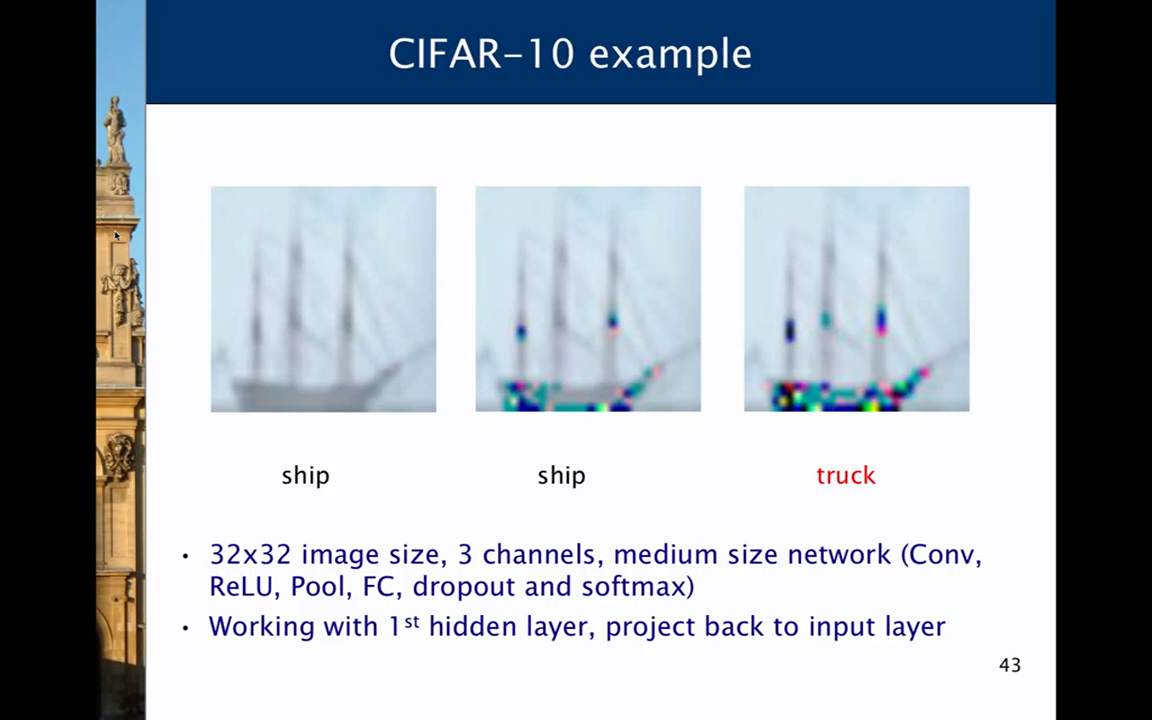 CIFAR-10 example
ship
ship
truck
• 32x32 image size, 3 channels, medium size network (Conv,
ReLU, Pool, FC, dropout and softmax)
• Working with 1st hidden layer, project back to input layer
43